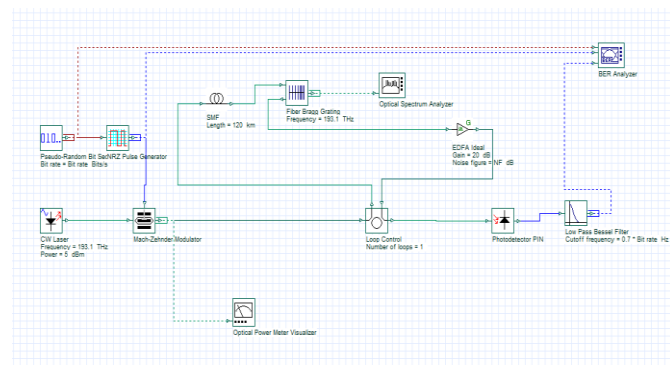 BER Analyzer
Optical Spectrum Analyzer
Fiber Bragg Grating
Frequency = 193.1 THz
SMF
Length = 120 km
G
EDFA Ideal
Gain = 20 dB
Noise figure = NF dB
010...
Pseudo-Random Bit Seq
NRZ Pulse Generator
Bit rate = Bit rate Bits/s
CW Laser
Frequency = 193.1 THz
Power = 5 dBm
Mach-Zehnder Modulator
Loop Control
Number of loops = 1
Photodetector PIN
Low Pass Bessel Filter
Cutoff frequency = 0.7 * Bit rate Hz
Optical Power Meter Visualizer